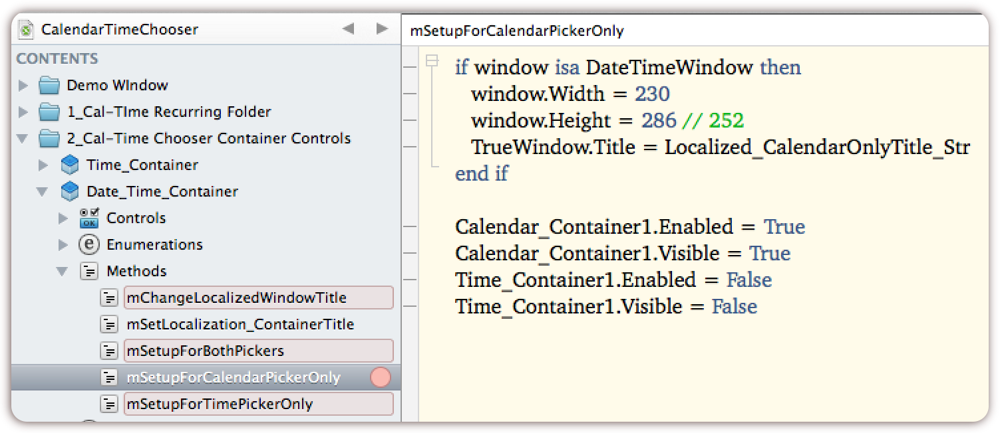 CalendarTimeChooser
CONTENTS
Demo WIndow
1_Cal-TIme Recurring Folder
2_Cal-Time Chooser Container Controls
Time_Container
Date_Time_Container
OK
Controls
e
Enumerations
Methods
mChangeLocalizedWindowTitle
mSetLocalization_ContainerTitle
mSetupForBothPickers
mSetupForCalendarPickerOnly
mSetupForTimePickerOnly
mSetupForCalendarPickerOnly
if window isa DateTimeWindow then
window.Width = 230
window.Height = 286 // 252
TrueWindow.Title = Localized_CalendarOnlyTitle_Str
end if
Calendar_Container1.Enabled = True
Calendar_Container1.Visible = True
Time_Container1.Enabled = False
Time_Container1.Visible = False